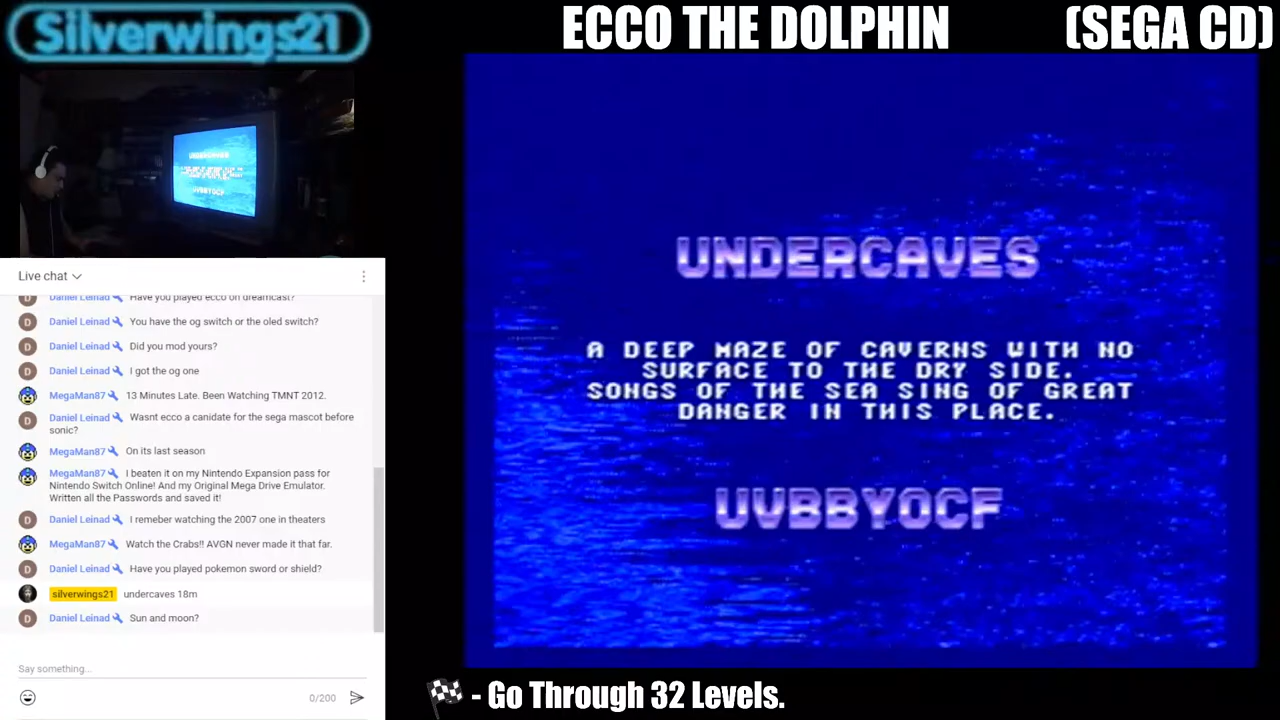 Silverwings21
ECCO THE DOLPHIN
(SEGA CD)
UNDERCAVES
A DEEP MAZE OF CAVERNS WITH NO
SURFACE TO THE DRY SIDE.
SONGS OF THE SEA SING OF GREAT
DANGER IN THIS PLACE.
UVBBYOCF
Live chat
D Daniel Leinad Have you played ecco on dreamcast?
D Daniel Leinad You have the og switch or the oled switch?
D Daniel Leinad Did you mod yours?
D Daniel Leinad I got the og one
MegaMan87 13 Minutes Late. Been Watching TMNT 2012.
D Daniel Leinad Wasnt ecco a canidate for the sega mascot before
sonic?
MegaMan87 On its last season
MegaMan87 I beaten it on my Nintendo Expansion pass for
Nintendo Switch Online! And my Original Mega Drive Emulator.
Written all the Passwords and saved it!
D Daniel Leinad I remeber watching the 2007 one in theaters
MegaMan87 Watch the Crabs!! AVGN never made it that far.
D Daniel Leinad Have you played pokemon sword or shield?
silverwings21 undercaves 18m
D Daniel Leinad Sun and moon?
Say something...
0/200
- Go Through 32 Levels.